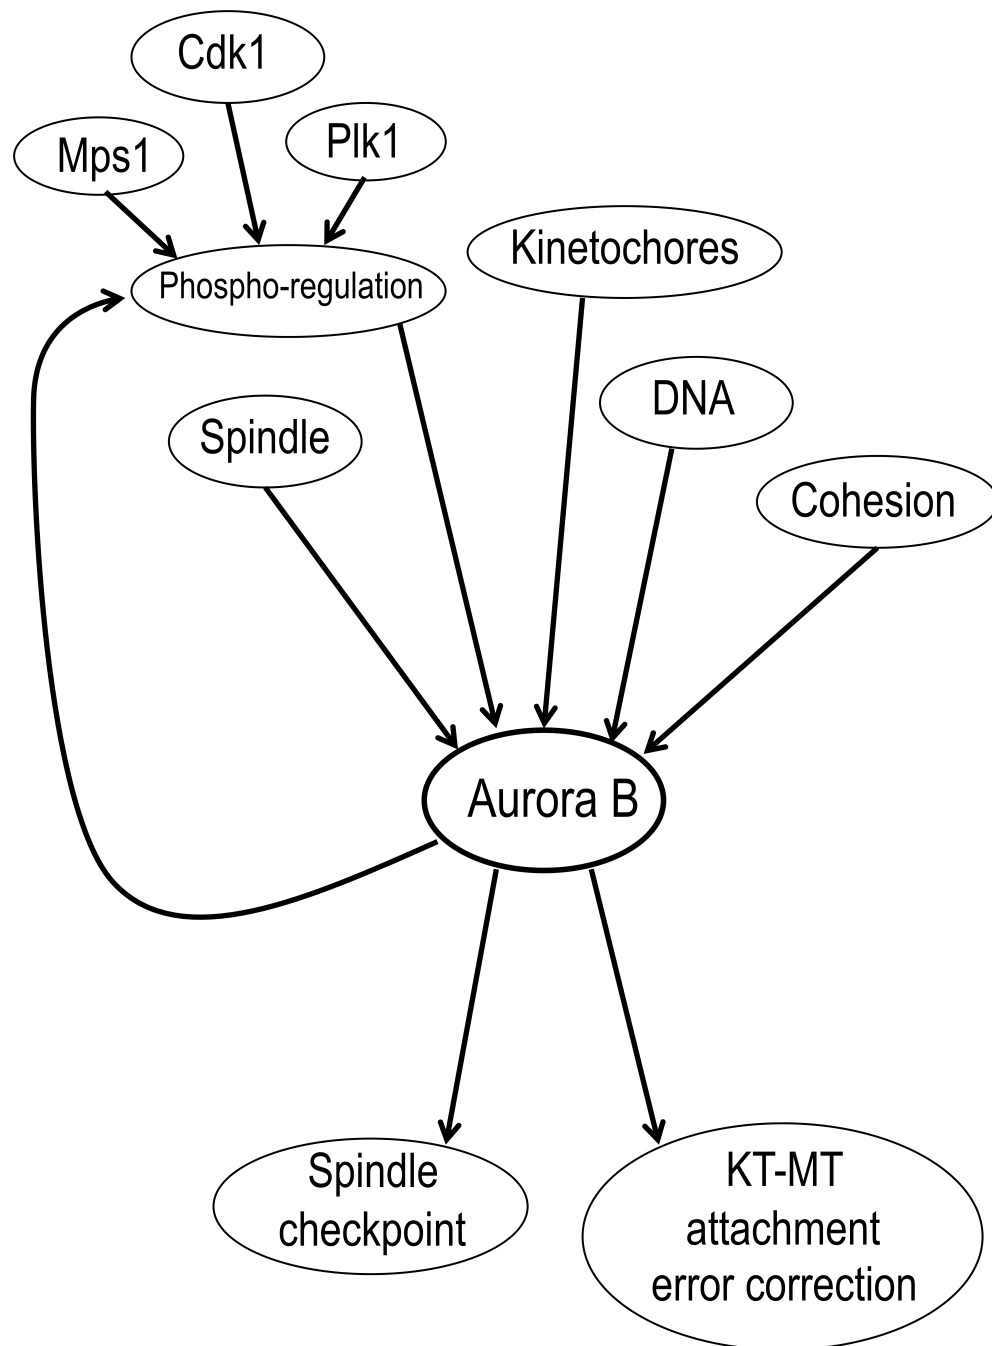 Cdk1
Mps1
Plk1
Phospho-regulation
Kinetochores
Spindle
DNA
Cohesion
Aurora B
Spindle
checkpoint
KT-MT
attachment
error correction